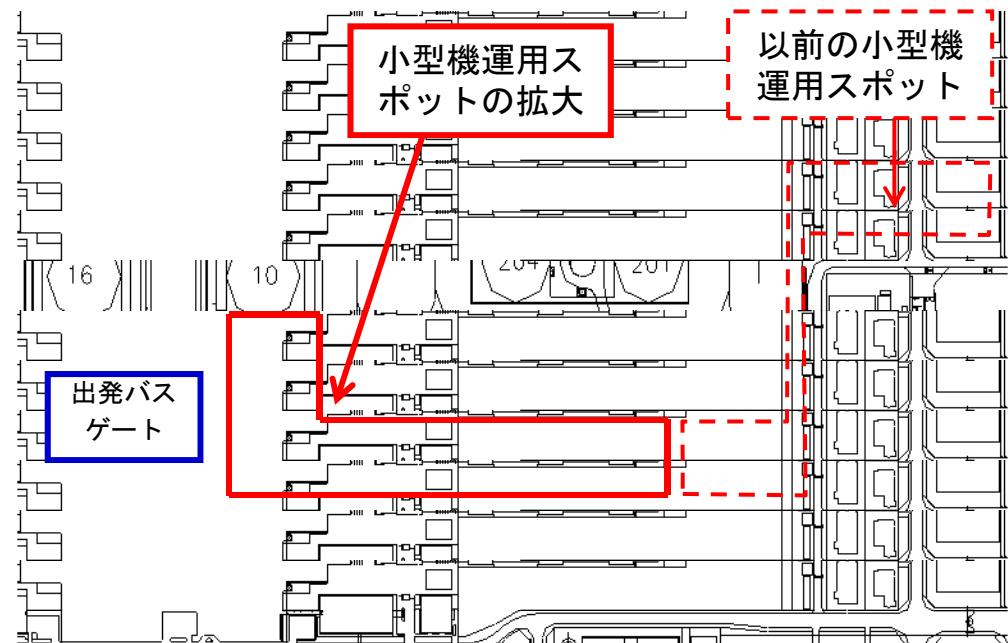 小型機運用ス
ポットの拡大
以前の小型機
運用スポット
16
10
204
201
1
出発バス
ゲート